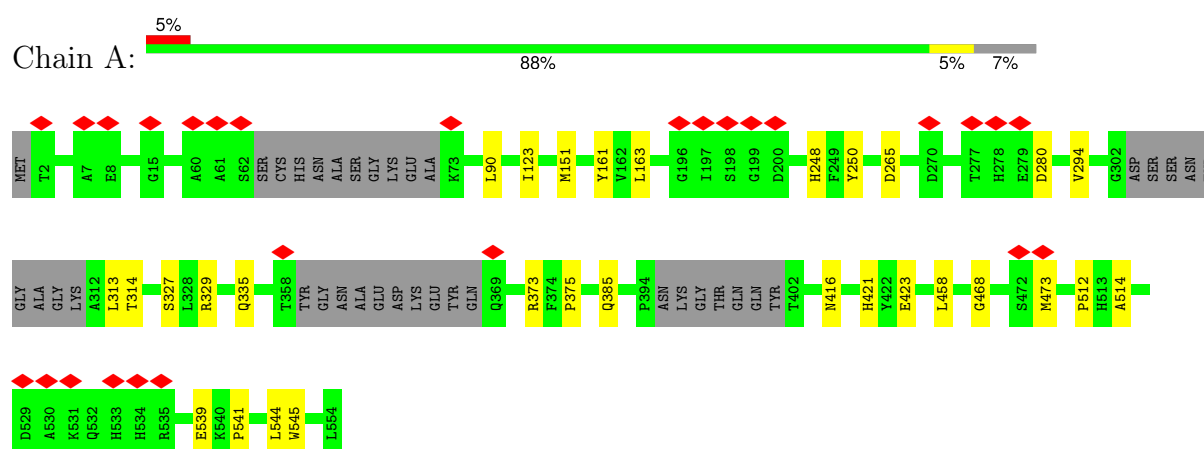 5%
Chain A:
88% 5% 7%
MET T2 A7 E8 G15 A60 A61 S62 SER CYS HIS ASN ALA SER GLY LYS GLU ALA K73 L90 I123 M151 Y161 V162 L163 G196 I197 S198 G199 D200 H248 F249 Y250 D265 D270 T277 H278 E279 D280 V294 G302 ASP SER SER ASN
GLY ALA GLY LYS A312 L313 T314 S327 L328 R329 Q335 T358 TYR GLY ASN ALA GLU ASP LYS GLU TYR GLN Q369 R373 F374 P375 Q385 P394 ASN LYS GLY THR GLN GLN TYR T402 N416 H421 Y422 E423 L458 G468 S472 M473 P512 H513 A514
D529 A530 K531 Q532 H533 H534 R535 E539 K540 P541 L544 W545 L554